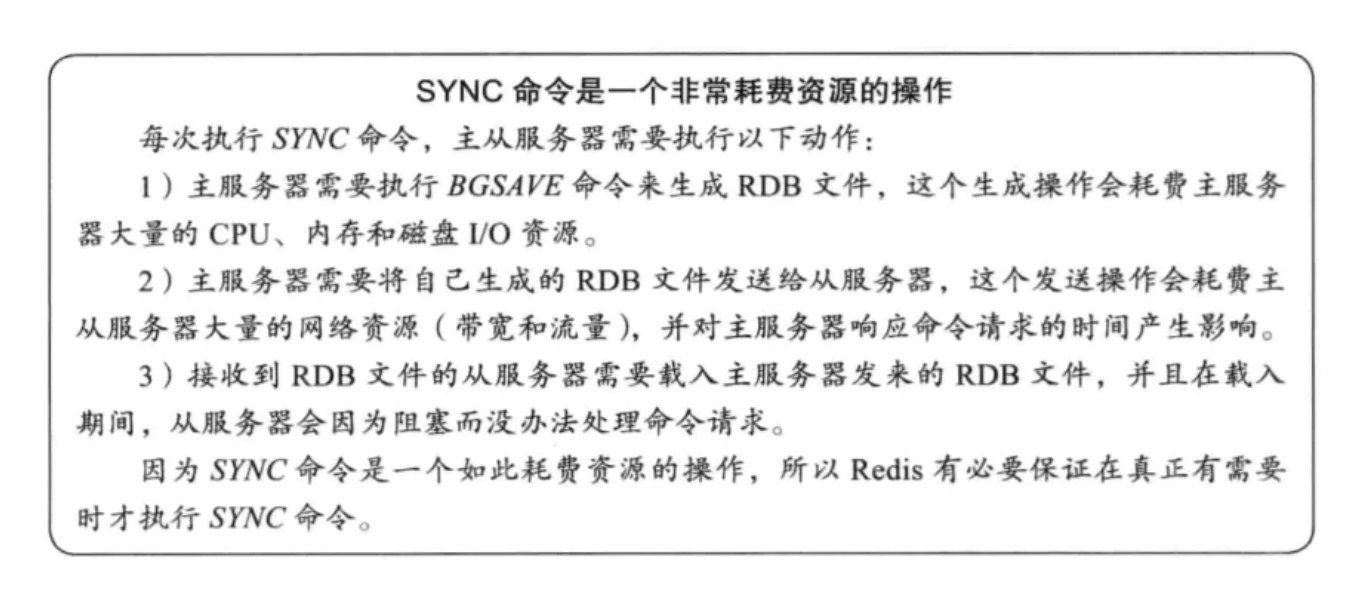 SYNC 命令是一个非常耗费资源的操作
每次执行 SYNC 命令，主从服务器需要执行以下动作：
1）主服务器需要执行 BGSAVE 命令来生成 RDB 文件，这个生成操作会耗费主服务
器大量的 CPU、内存和磁盘 I/O 资源。
2）主服务器需要将自己生成的 RDB 文件发送给从服务器，这个发送操作会耗费主
从服务器大量的网络资源（带宽和流量），并对主服务器响应命令请求的时间产生影响。
3）接收到 RDB 文件的从服务器需要载入主服务器发来的 RDB 文件，并且在载入
期间，从服务器会因为阻塞而没办法处理命令请求。
因为 SYNC 命令是一个如此耗费资源的操作，所以 Redis 有必要保证在真正有需要
时才执行 SYNC 命令。